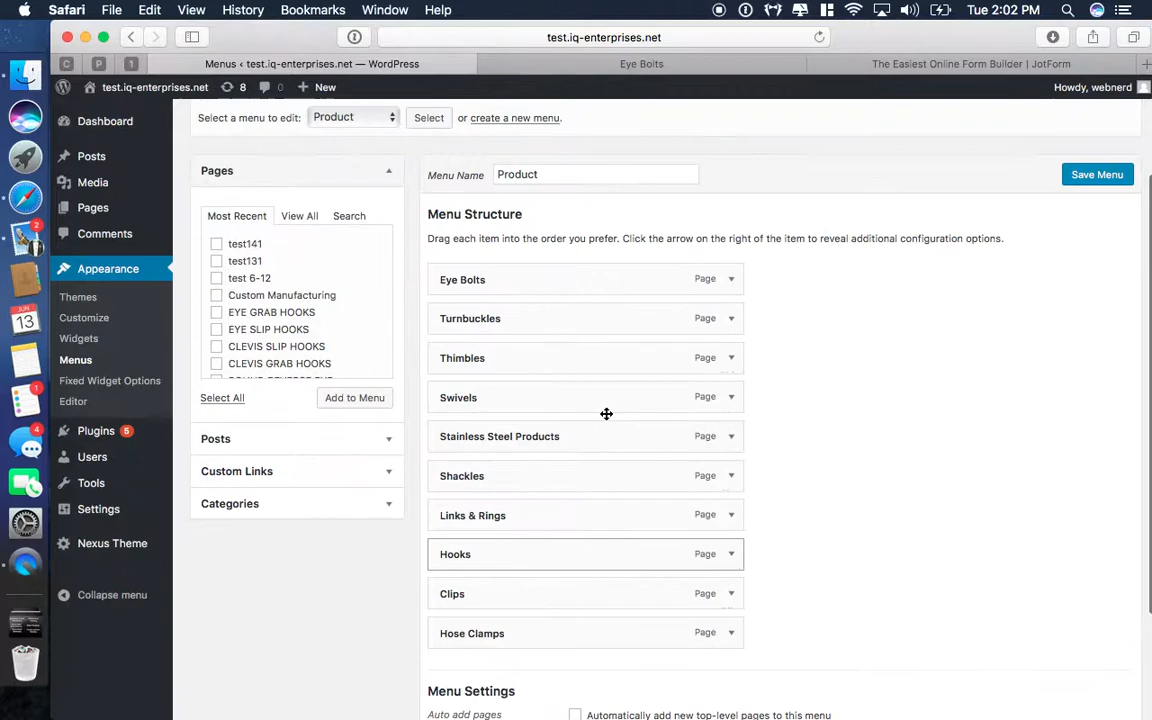 Safari File Edit View History Bookmarks Window Help Tue 2:02 PM
test.iq-enterprises.net
C P 1 Menus ‹ test.iq-enterprises.net — WordPress Eye Bolts The Easiest Online Form Builder | JotForm
test.iq-enterprises.net 8 0 + New Howdy, webnerd
Dashboard
Posts
Media
Pages
Comments
Appearance
Themes
Customize
Widgets
Menus
Fixed Widget Options
Editor
Plugins 5
Users
Tools
Settings
Nexus Theme
Collapse menu
2
JUN
13
1
4
Select a menu to edit: Product Select or create a new menu.
Pages
Most Recent View All Search
test141
test131
test 6-12
Custom Manufacturing
EYE GRAB HOOKS
EYE SLIP HOOKS
CLEVIS SLIP HOOKS
CLEVIS GRAB HOOKS
Select All Add to Menu
Posts
Custom Links
Categories
Menu Name Product Save Menu
Menu Structure
Drag each item into the order you prefer. Click the arrow on the right of the item to reveal additional configuration options.
Eye Bolts Page
Turnbuckles Page
Thimbles Page
Swivels Page
Stainless Steel Products Page
Shackles Page
Links & Rings Page
Hooks Page
Clips Page
Hose Clamps Page
Menu Settings
Auto add pages Automatically add new top-level pages to this menu